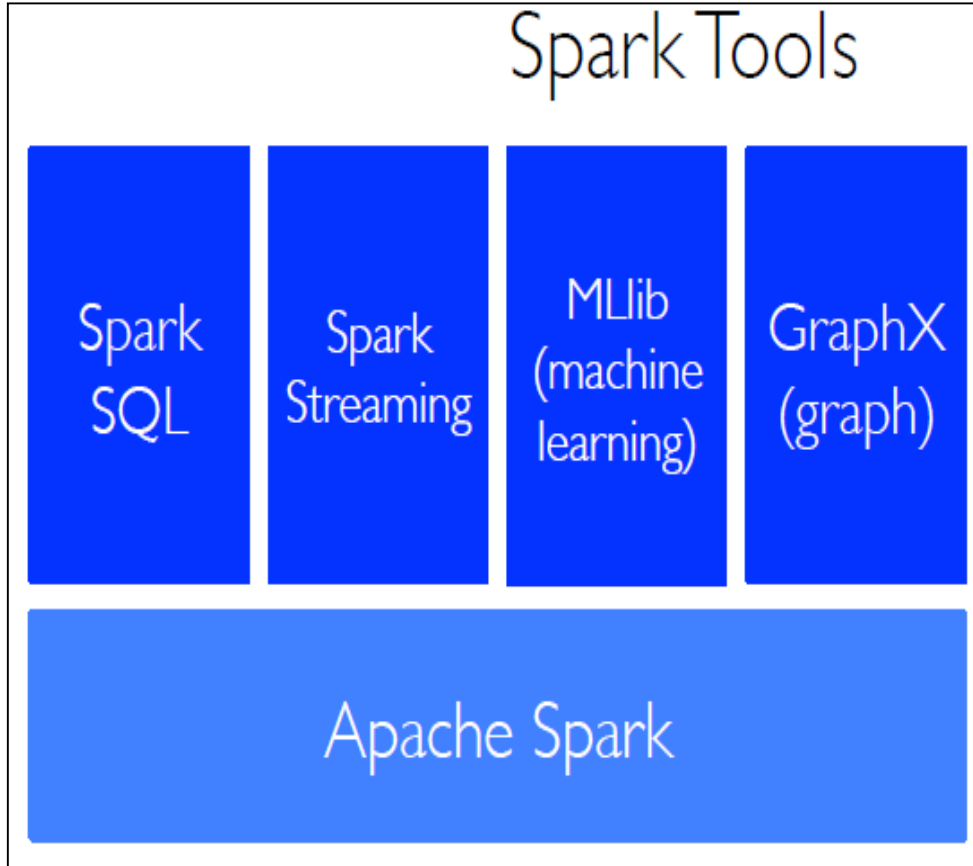 Spark Tools
Spark
SQL
Spark
Streaming
MLlib
(machine
learning)
GraphX
(graph)
Apache Spark